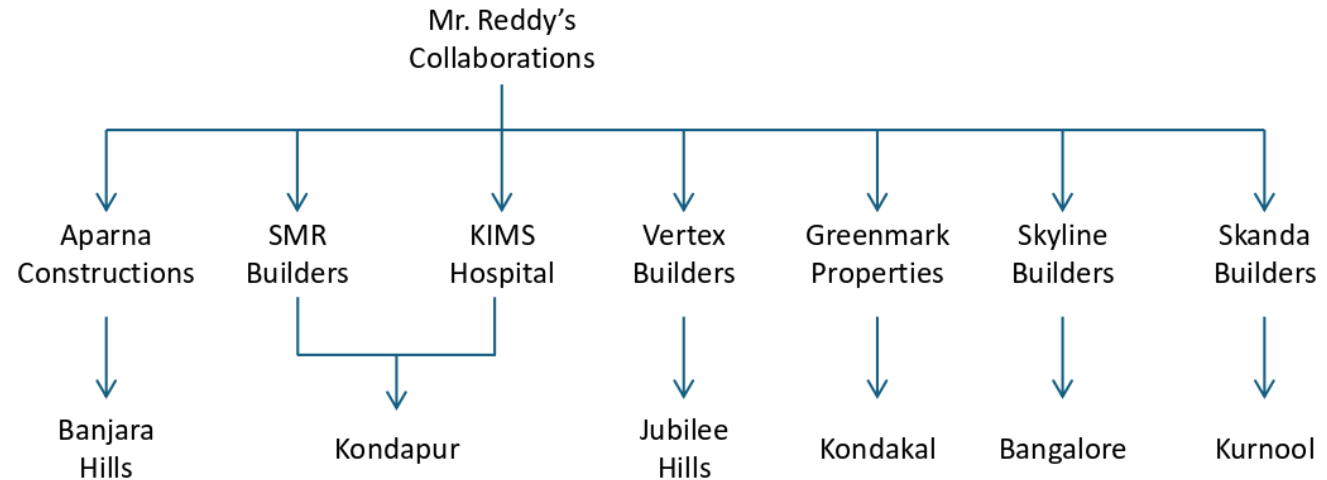 Mr. Reddy’s
Collaborations
Aparna
Constructions
SMR
Builders
KIMS
Hospital
Vertex
Builders
Greenmark
Properties
Skyline
Builders
Skanda
Builders
Banjara
Hills
Kondapur
Jubilee
Hills
Kondakal
Bangalore
Kurnool